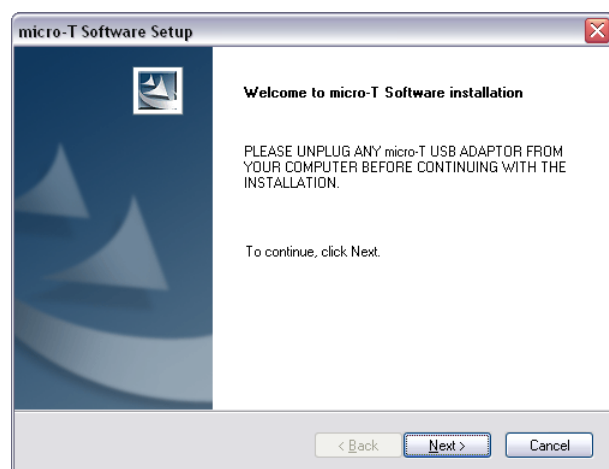 micro-T Software Setup
Welcome to micro-T Software installation
PLEASE UNPLUG ANY micro-T USB ADAPTOR FROM
YOUR COMPUTER BEFORE CONTINUING WITH THE
INSTALLATION.
To continue, click Next.
< Back Next > Cancel